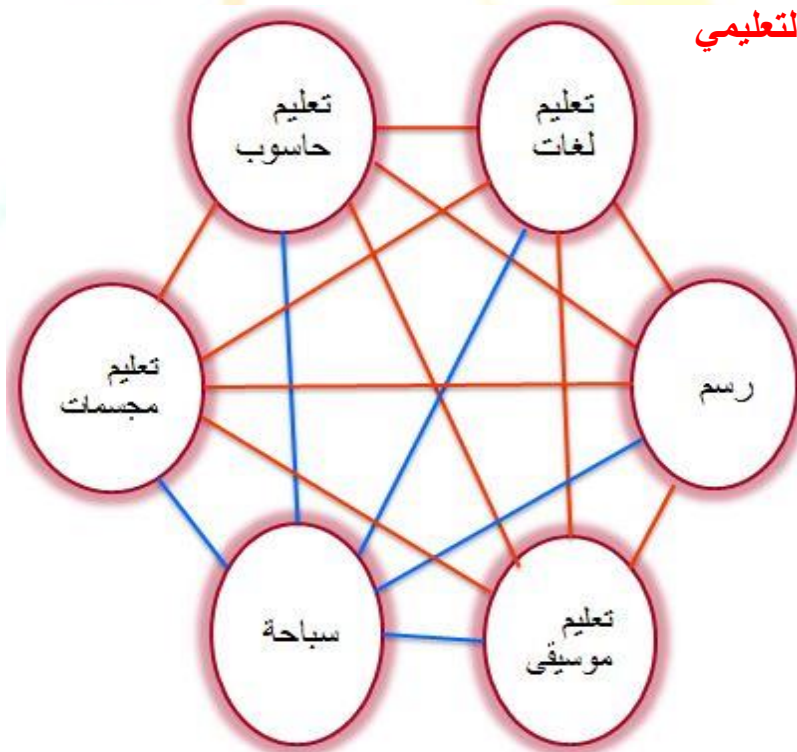 لتعليمي
تعليم
لغات
تعليم
حاسوب
رسم
تعليم
مجسمات
تعليم
موسيقى
سباحة